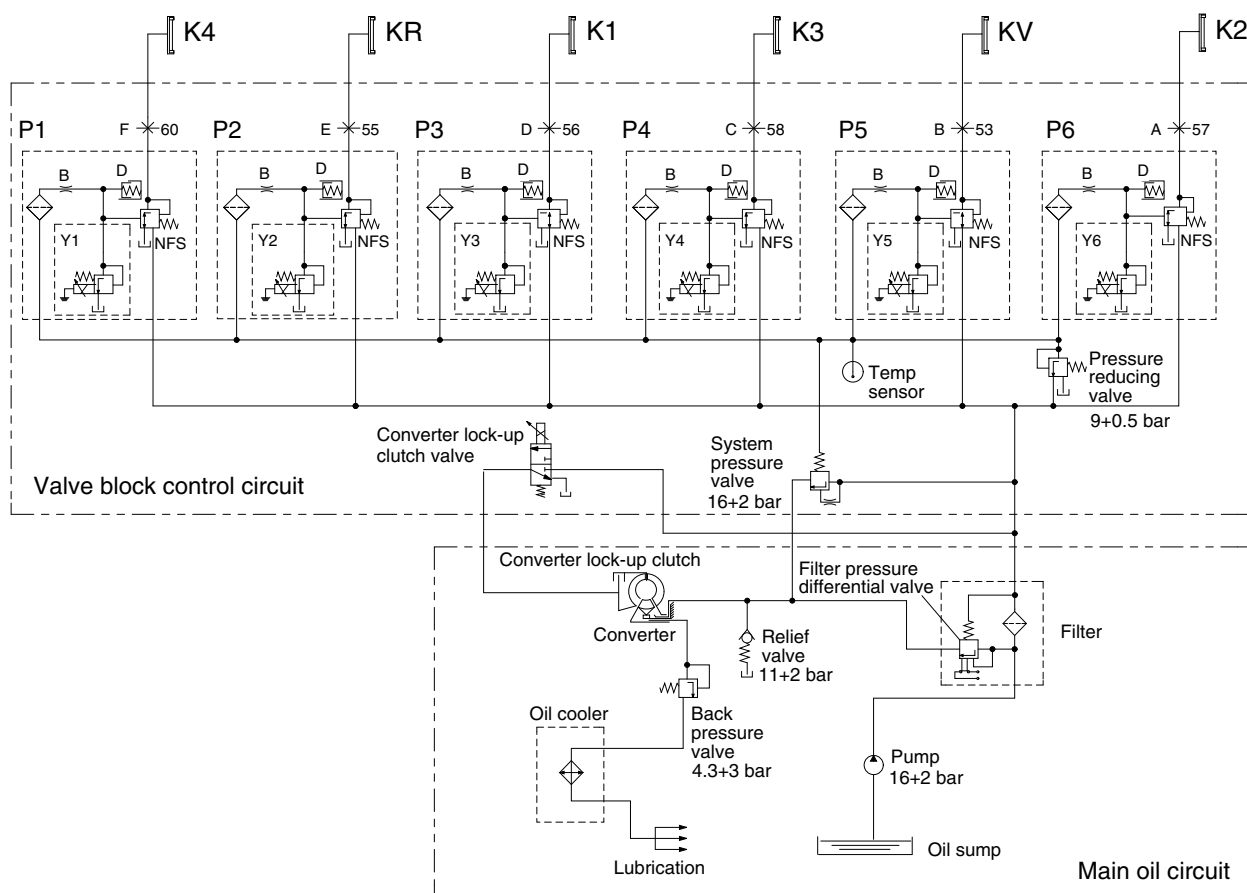 K4
KR
K1
K3
KV
K2
P1
F
60
P2
E
55
P3
D
56
P4
C
58
P5
B
53
P6
A
57
B
D
B
D
B
D
B
D
B
D
B
D
Y1
NFS
Y2
NFS
Y3
NFS
Y4
NFS
Y5
NFS
Y6
NFS
Temp
sensor
Pressure
reducing
valve
9+0.5 bar
Converter lock-up
clutch valve
System
pressure
valve
16+2 bar
Valve block control circuit
Converter lock-up clutch
Filter pressure
differential valve
Converter
Relief
valve
11+2 bar
Filter
Oil cooler
Back
pressure
valve
4.3+3 bar
Pump
16+2 bar
Lubrication
Oil sump
Main oil circuit